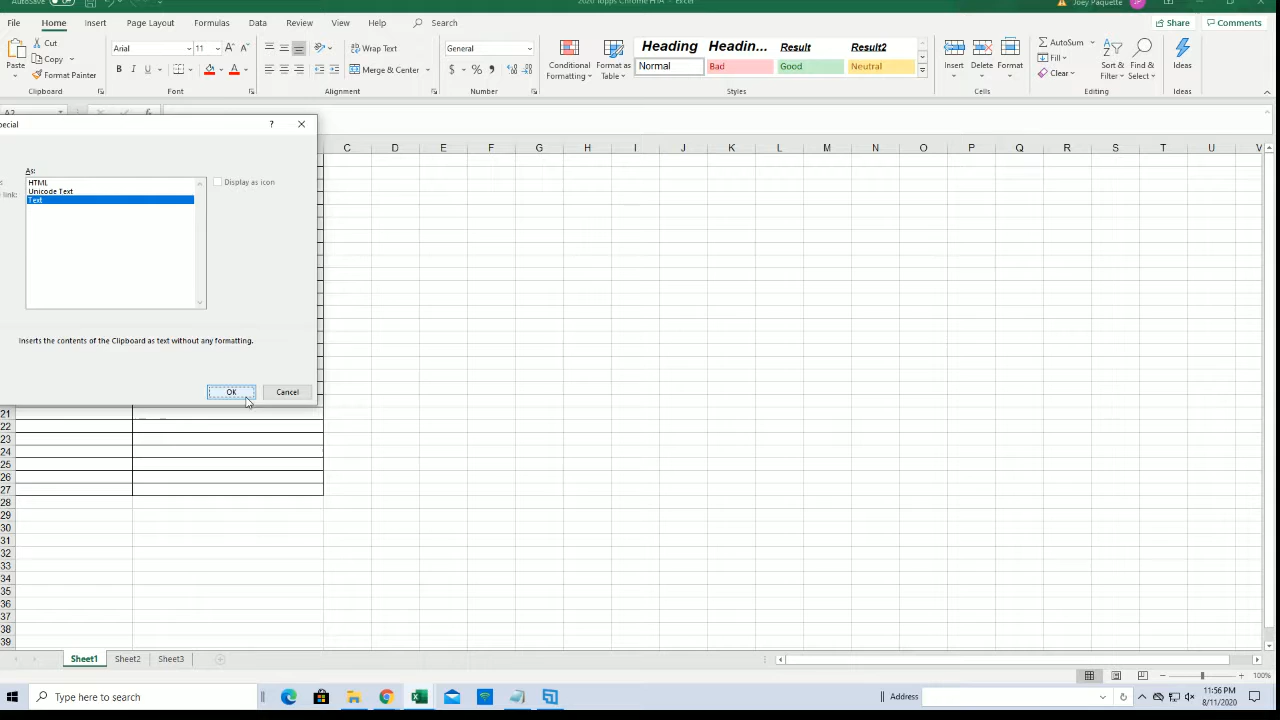 AutoSave
2020 Topps Chrome HTA - Excel
Joey Paquette
JP
File Home Insert Page Layout Formulas Data Review View Help Search
Share Comments
Cut
Copy
Format Painter
Paste
Arial 11
B I U
Wrap Text
Merge & Center
General
$ % ,
Conditional Formatting
Format as Table
Heading Headin... Result Result2
Normal Bad Good Neutral
Insert Delete Format
AutoSum
Fill
Clear
Sort & Filter
Find & Select
Ideas
Clipboard Font Alignment Number Styles Cells Editing Ideas
A2
pecial ?
C D E F G H I J K L M N O P Q R S T U V
As:
HTML
Unicode Text
Text
Display as icon
link:
Inserts the contents of the Clipboard as text without any formatting.
OK Cancel
21
22
23
24
25
26
27
28
29
30
31
32
33
34
35
36
37
38
39
Sheet1 Sheet2 Sheet3
100%
Type here to search
Address
11:56 PM
8/11/2020